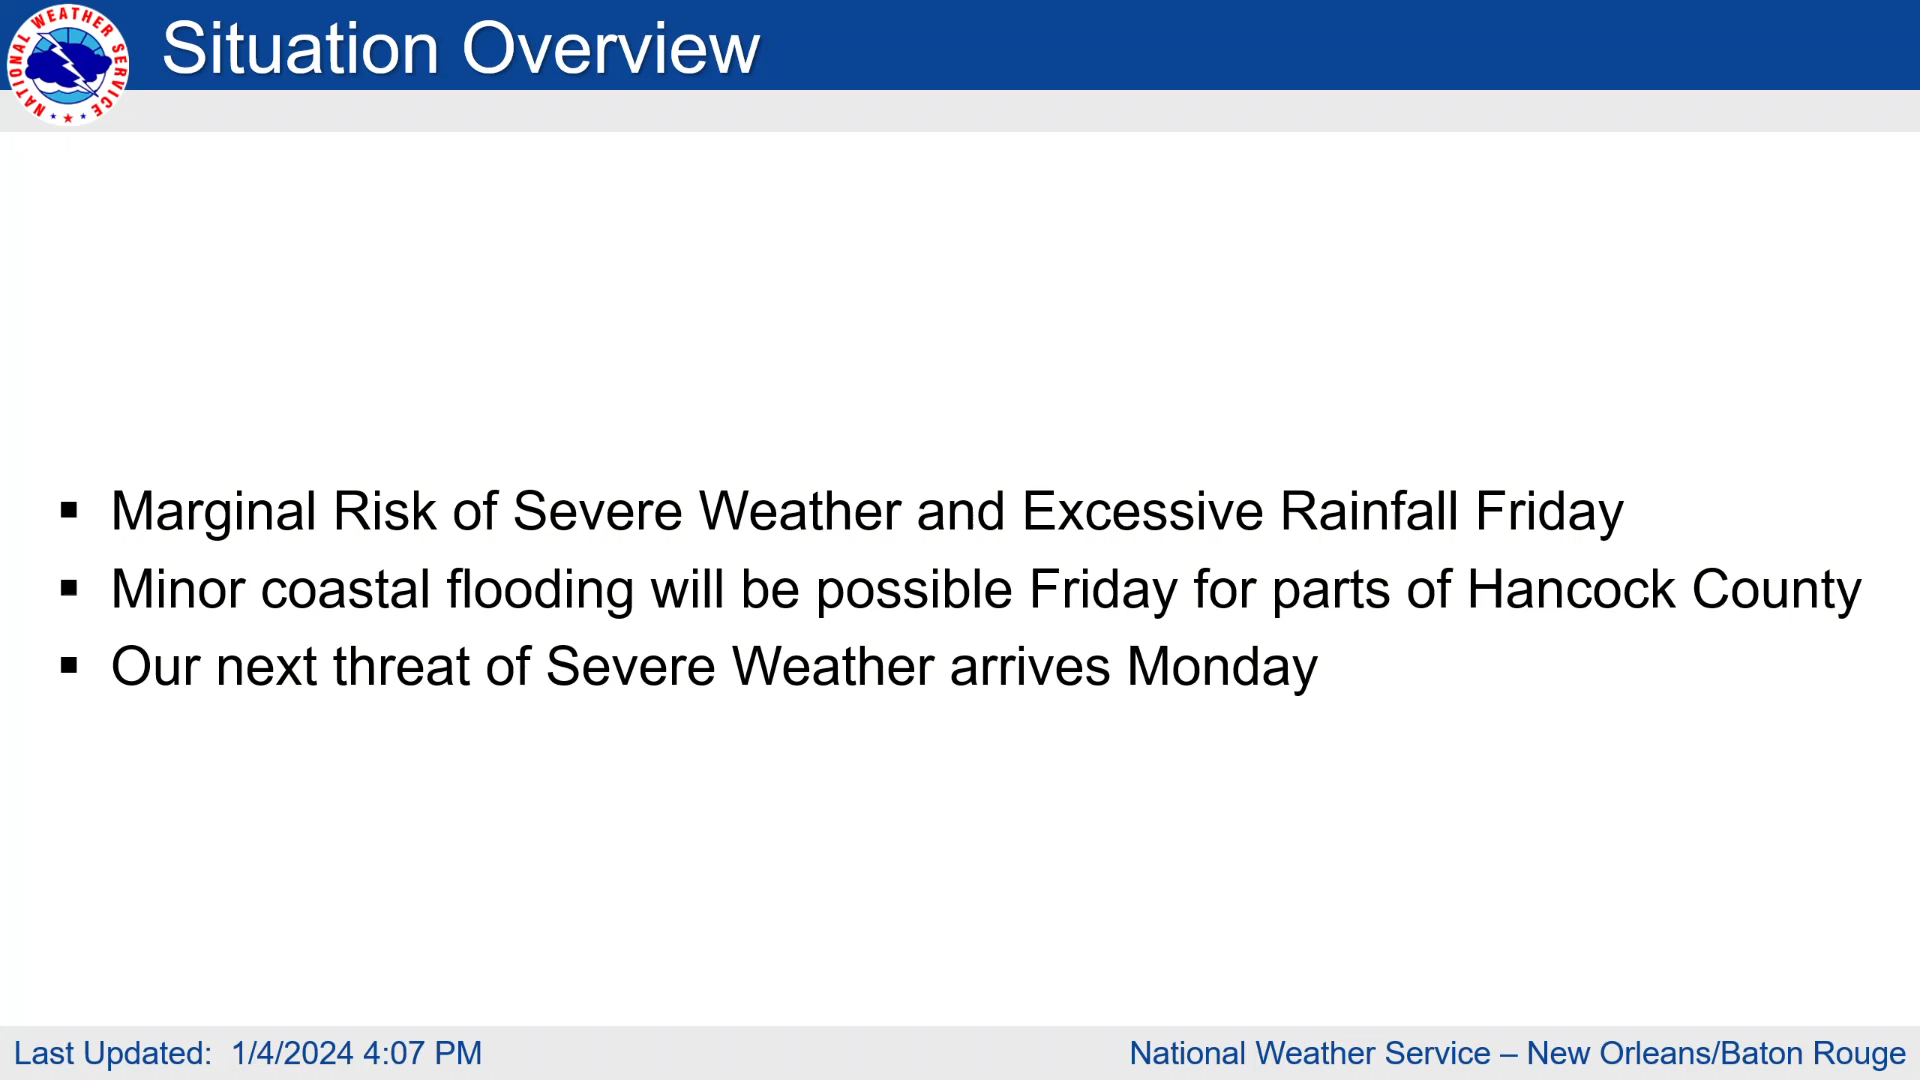 NATIONAL WEATHER SERVICE
Situation Overview
▪ Marginal Risk of Severe Weather and Excessive Rainfall Friday
▪ Minor coastal flooding will be possible Friday for parts of Hancock County
▪ Our next threat of Severe Weather arrives Monday
Last Updated: 1/4/2024 4:07 PM
National Weather Service – New Orleans/Baton Rouge